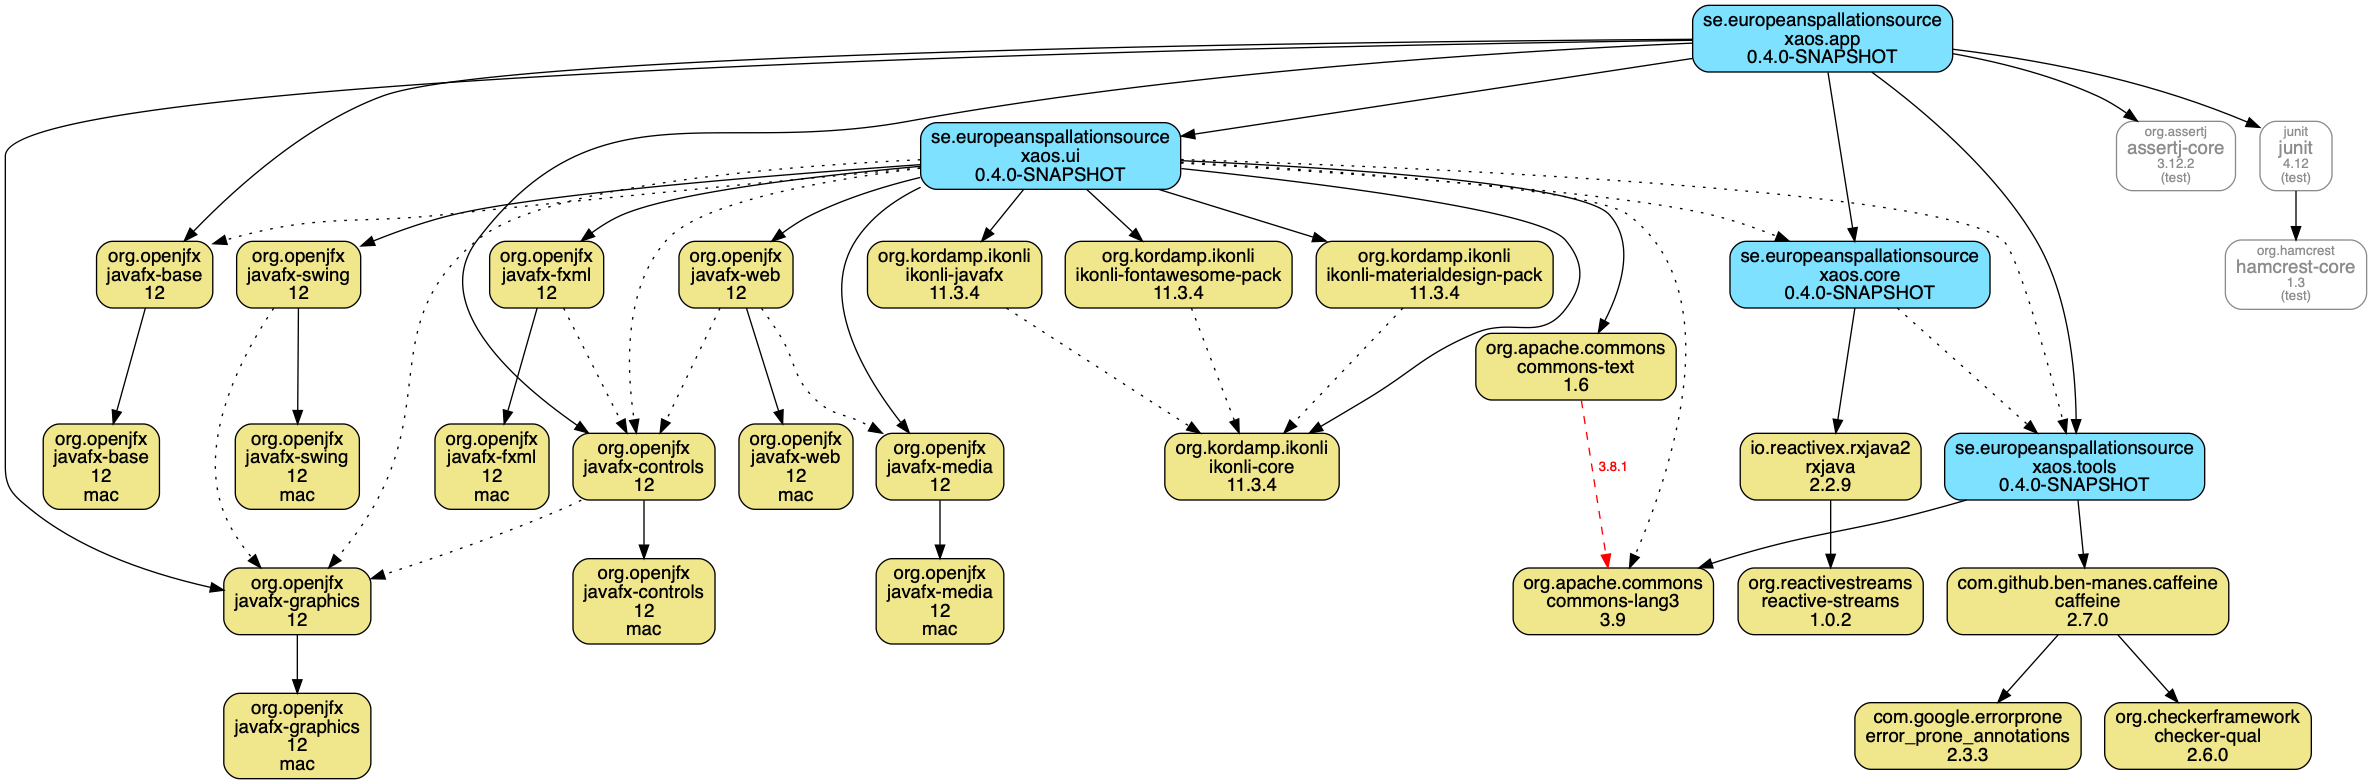 se.europeanspallationsource
xaos.app
0.4.0-SNAPSHOT
se.europeanspallationsource
xaos.ui
0.4.0-SNAPSHOT
org.assertj
assertj-core
3.12.2
(test)
junit
junit
4.12
(test)
org.openjfx
javafx-base
12
org.openjfx
javafx-swing
12
org.openjfx
javafx-fxml
12
org.openjfx
javafx-web
12
org.kordamp.ikonli
ikonli-javafx
11.3.4
org.kordamp.ikonli
ikonli-fontawesome-pack
11.3.4
org.kordamp.ikonli
ikonli-materialdesign-pack
11.3.4
se.europeanspallationsource
xaos.core
0.4.0-SNAPSHOT
org.hamcrest
hamcrest-core
1.3
(test)
org.apache.commons
commons-text
1.6
org.openjfx
javafx-base
12
mac
org.openjfx
javafx-swing
12
mac
org.openjfx
javafx-fxml
12
mac
org.openjfx
javafx-controls
12
org.openjfx
javafx-web
12
mac
org.openjfx
javafx-media
12
org.kordamp.ikonli
ikonli-core
11.3.4
3.8.1
io.reactivex.rxjava2
rxjava
2.2.9
se.europeanspallationsource
xaos.tools
0.4.0-SNAPSHOT
org.openjfx
javafx-graphics
12
org.openjfx
javafx-controls
12
mac
org.openjfx
javafx-media
12
mac
org.apache.commons
commons-lang3
3.9
org.reactivestreams
reactive-streams
1.0.2
com.github.ben-manes.caffeine
caffeine
2.7.0
org.openjfx
javafx-graphics
12
mac
com.google.errorprone
error_prone_annotations
2.3.3
org.checkerframework
checker-qual
2.6.0